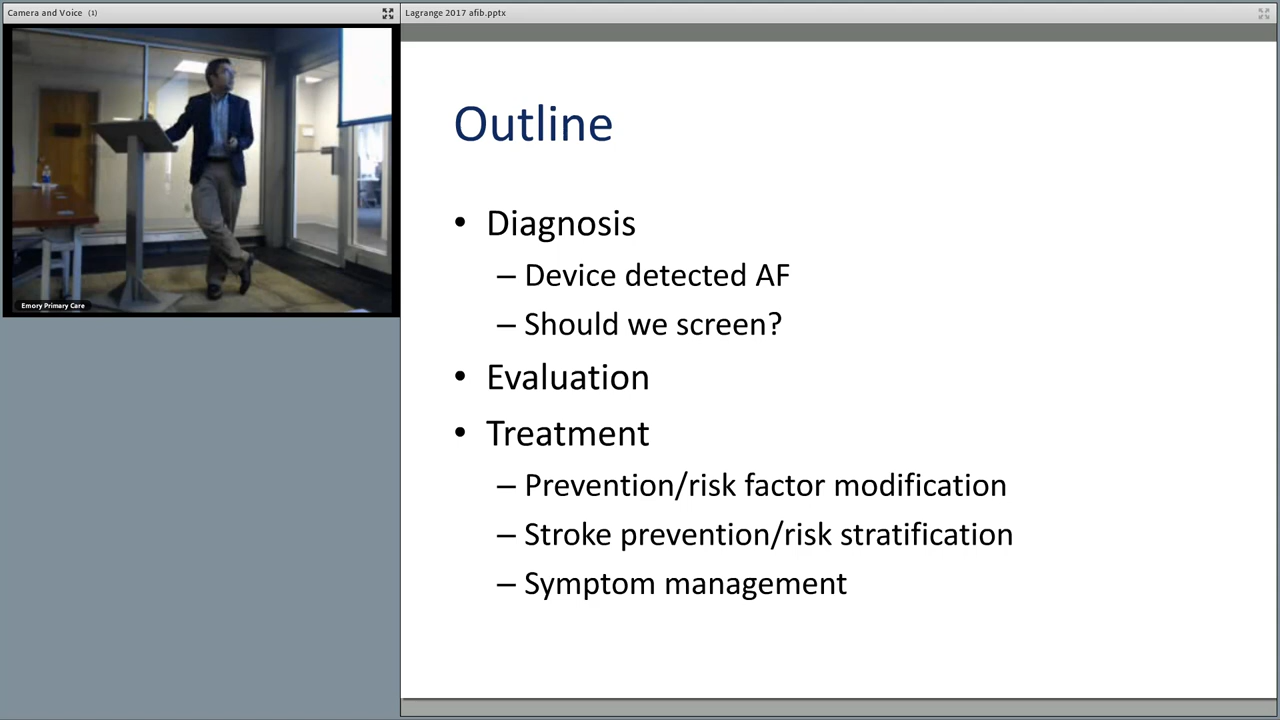 Camera and Voice (1)
Lagrange 2017 afib.pptx
Emory Primary Care
Outline
• Diagnosis
– Device detected AF
– Should we screen?
• Evaluation
• Treatment
– Prevention/risk factor modification
– Stroke prevention/risk stratification
– Symptom management